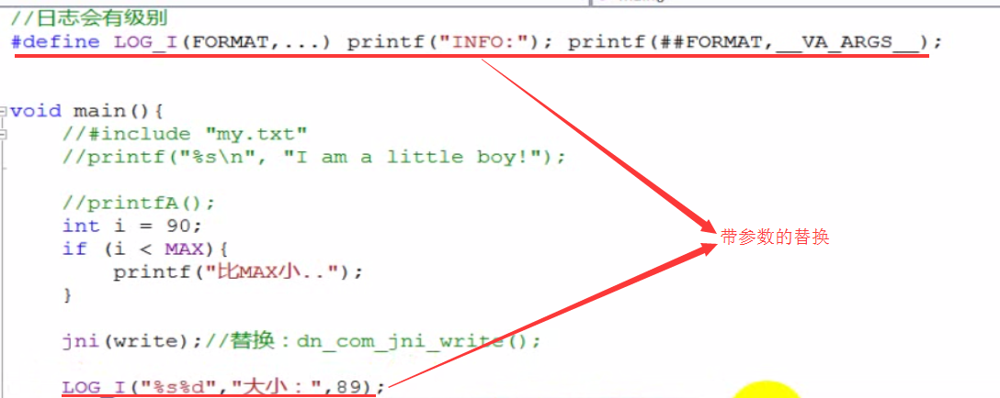 //日志会有级别
#define LOG_I(FORMAT,...) printf("INFO:"); printf(##FORMAT,__VA_ARGS__);
void main(){
//#include "my.txt"
//printf("%s\n", "I am a little boy!");
//printfA();
int i = 90;
if (i < MAX){
printf("比MAX小..");
}
带参数的替换
jni(write);//替换：dn_com_jni_write();
LOG_I("%s%d","大小：",89);